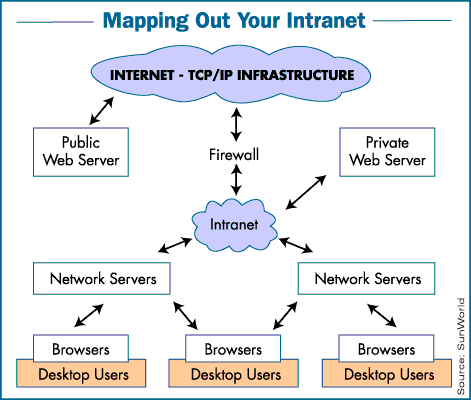 Mapping Out Your Intranet
INTERNET - TCP/IP INFRASTRUCTURE
Public
Web Server
Firewall
Private
Web Server
Intranet
Network Servers
Network Servers
Browsers
Desktop Users
Browsers
Desktop Users
Browsers
Desktop Users
Source: SunWorld